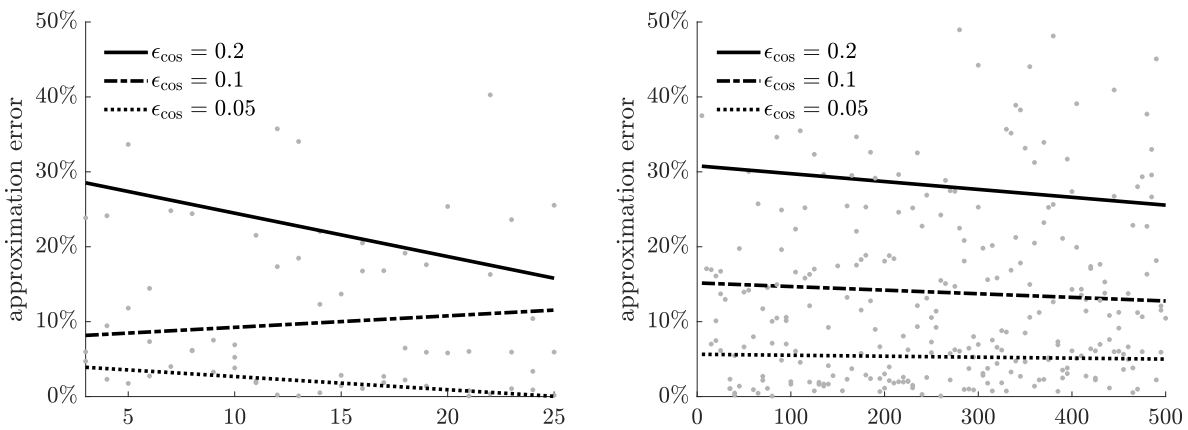 50%
40%
30%
20%
10%
0%
approximation error
ϵcos = 0.2
ϵcos = 0.1
ϵcos = 0.05
5 10 15 20 25
50%
40%
30%
20%
10%
0%
approximation error
ϵcos = 0.2
ϵcos = 0.1
ϵcos = 0.05
0 100 200 300 400 500